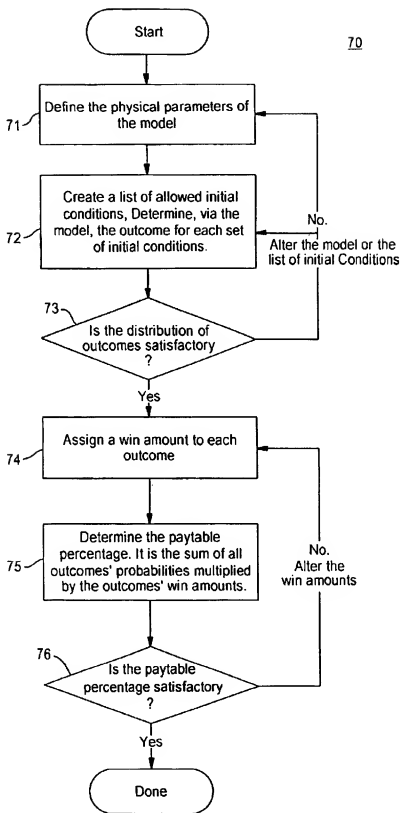 Start
70
Define the physical parameters of
the model
71
Create a list of allowed initial
conditions, Determine, via the
model, the outcome for each set
of initial conditions.
72
No.
Alter the model or the
list of initial Conditions
73
Is the distribution of
outcomes satisfactory
?
Yes
Assign a win amount to each
outcome
74
Determine the paytable
percentage. It is the sum of all
outcomes' probabilities multiplied
by the outcomes' win amounts.
75
No.
Alter the
win amounts
76
Is the paytable
percentage satisfactory
?
Yes
Done